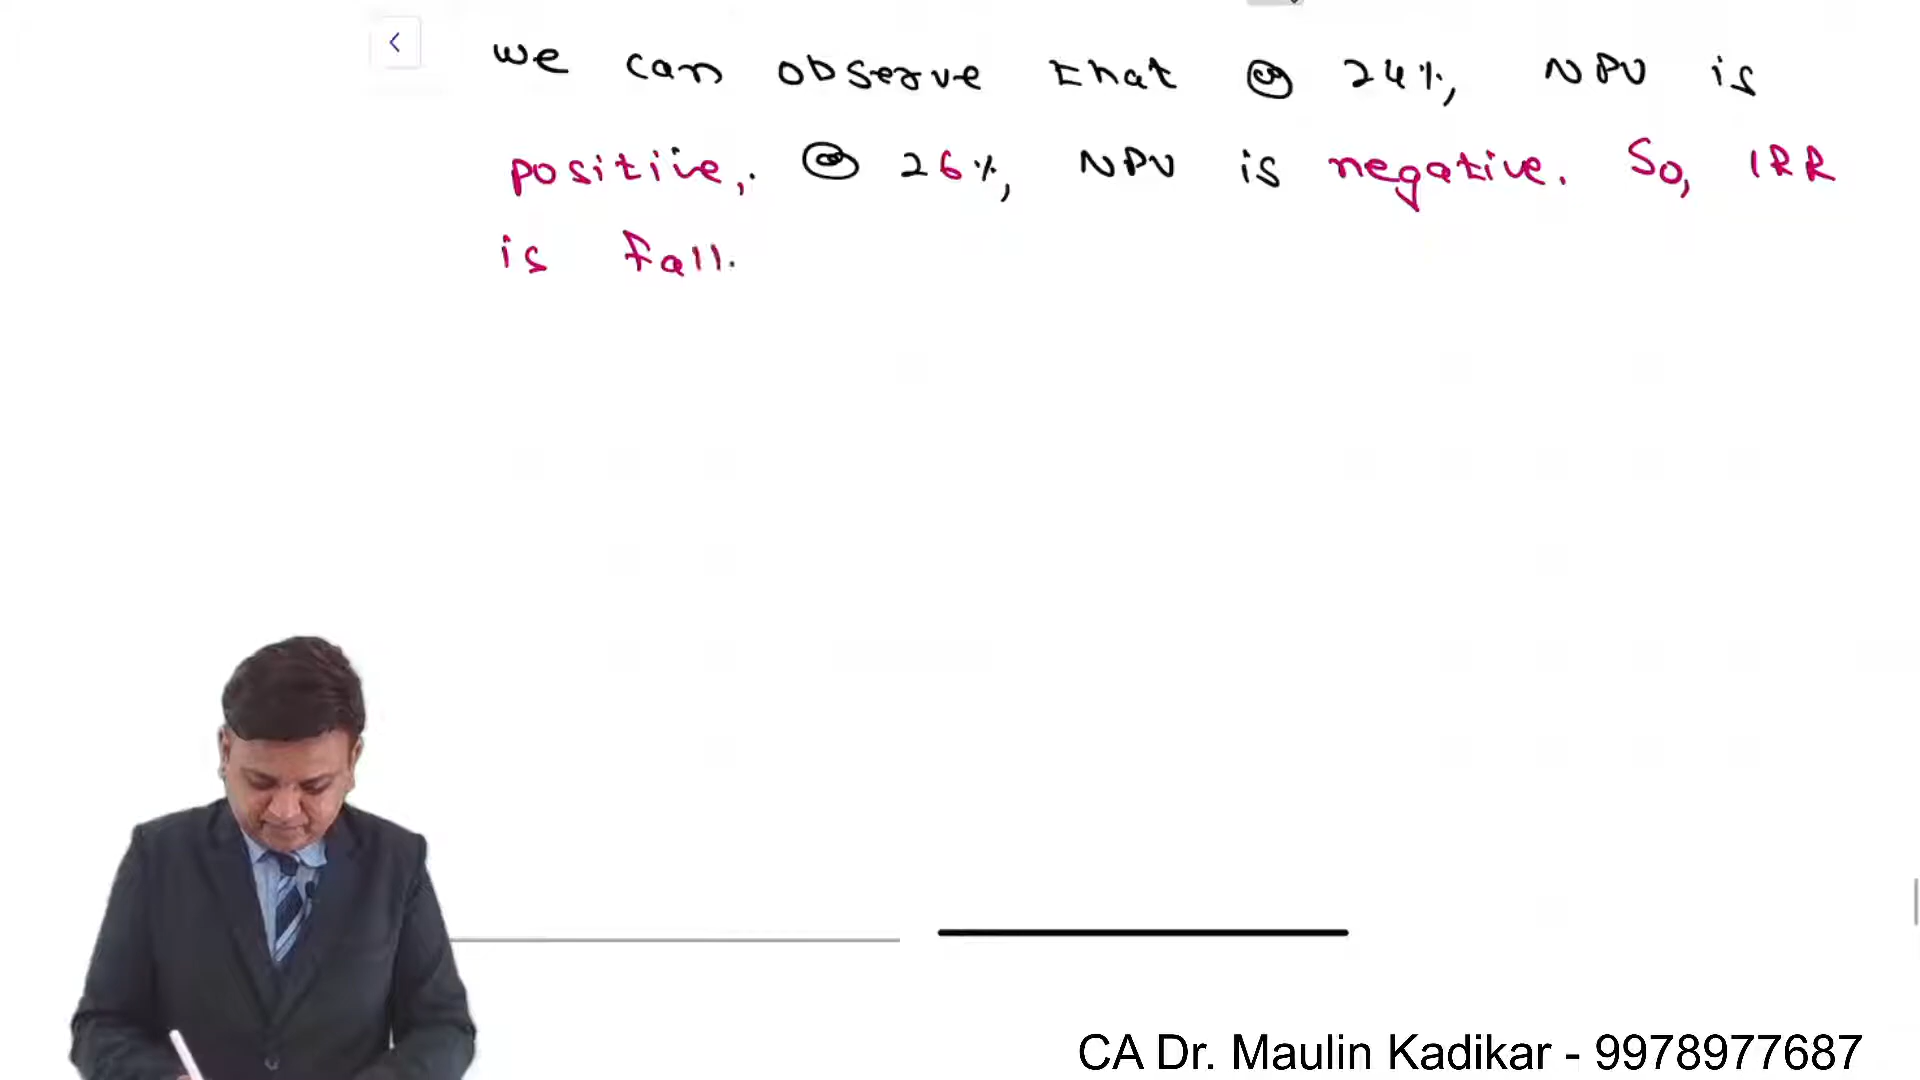 we can observe that @ 24%, NPV is
positive, @ 26%, NPV is negative. So, IRR
is fall.
CA Dr. Maulin Kadikar - 9978977687